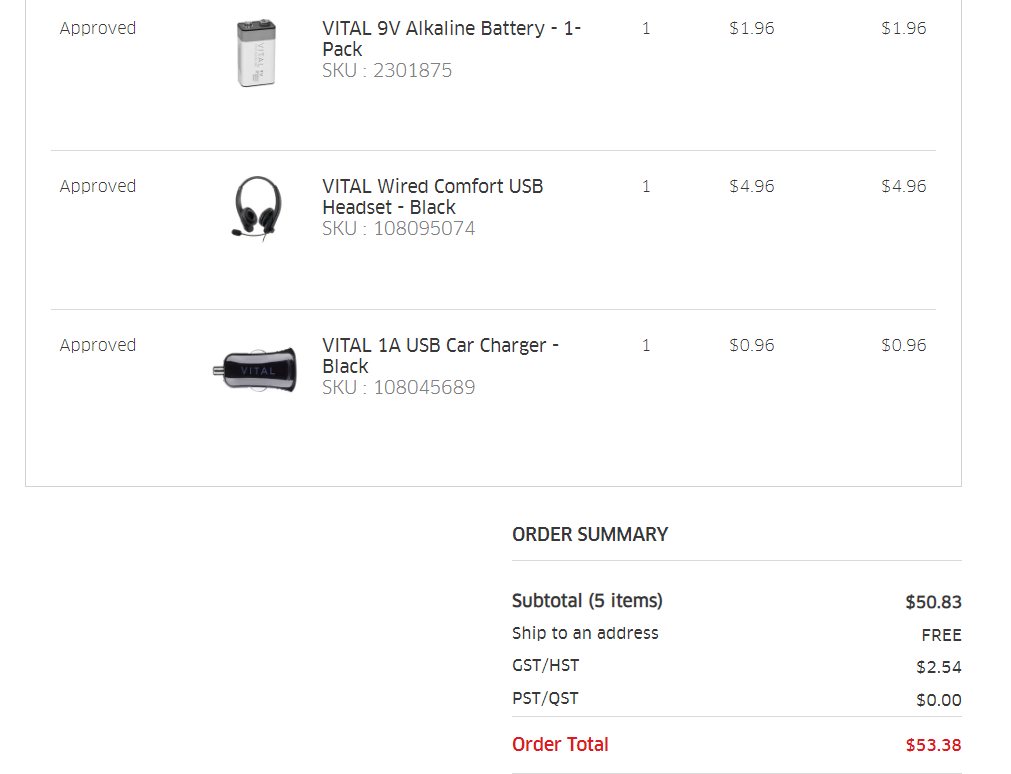 Approved VITAL 9V Alkaline Battery - 1- 1 $1.96 $1.96
Pack
SKU : 2301875
VITAL
Approved VITAL Wired Comfort USB 1 $4.96 $4.96
Headset - Black
SKU : 108095074
Approved VITAL 1A USB Car Charger - 1 $0.96 $0.96
Black
SKU : 108045689
VITAL
ORDER SUMMARY
Subtotal (5 items) $50.83
Ship to an address FREE
GST/HST $2.54
PST/QST $0.00
Order Total $53.38